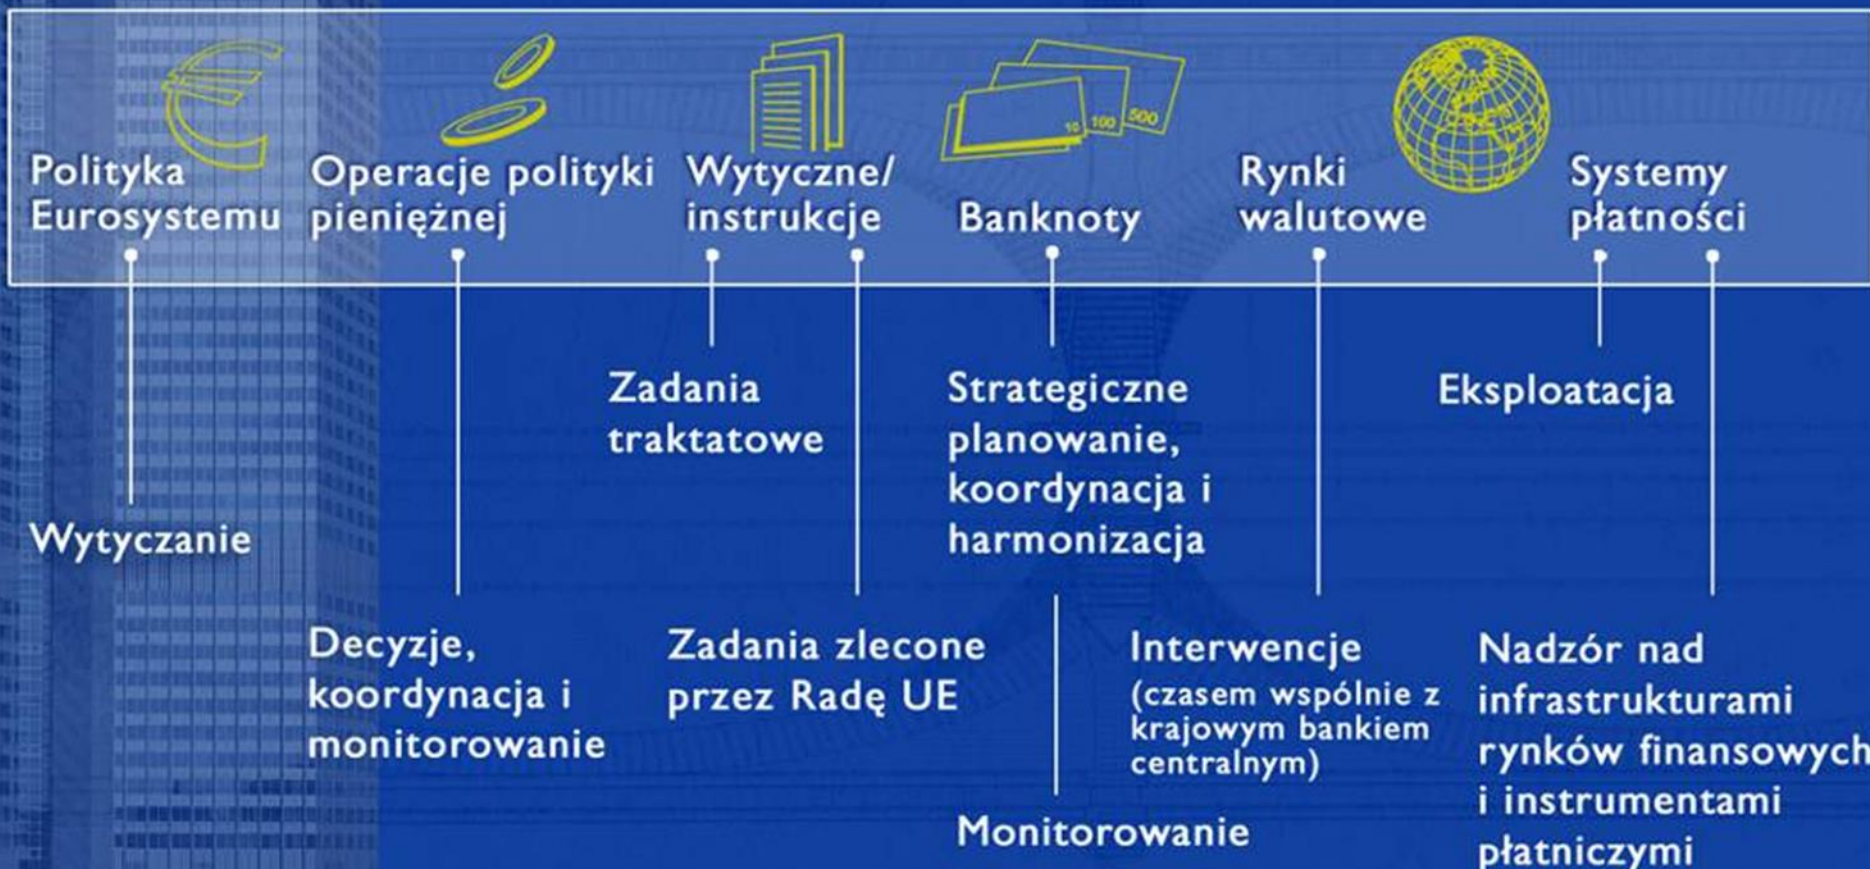 Polityka
Eurosystemu
Operacje polityki
pieniężnej
Wytyczne/
instrukcje
10 100 500
Banknoty
Rynki
walutowe
Systemy
płatności
Wytyczanie
Decyzje,
koordynacja i
monitorowanie
Zadania
traktatowe
Zadania zlecone
przez Radę UE
Strategiczne
planowanie,
koordynacja i
harmonizacja
Monitorowanie
Interwencje
(czasem wspólnie z
krajowym bankiem
centralnym)
Eksploatacja
Nadzór nad
infrastrukturami
rynków finansowych
i instrumentami
płatniczymi